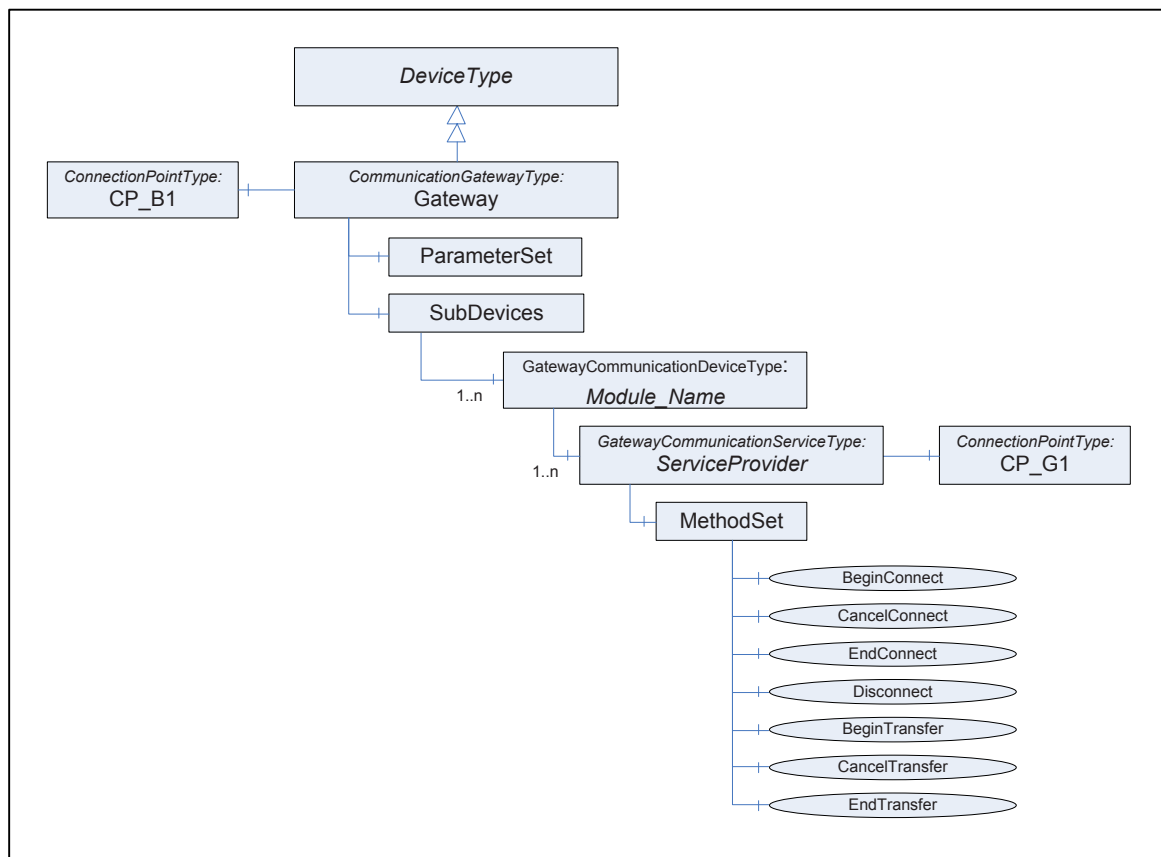 DeviceType
ConnectionPointType:
CP_B1
CommunicationGatewayType:
Gateway
ParameterSet
SubDevices
1..n
GatewayCommunicationDeviceType:
Module_Name
1..n
GatewayCommunicationServiceType:
ServiceProvider
ConnectionPointType:
CP_G1
MethodSet
BeginConnect
CancelConnect
EndConnect
Disconnect
BeginTransfer
CancelTransfer
EndTransfer